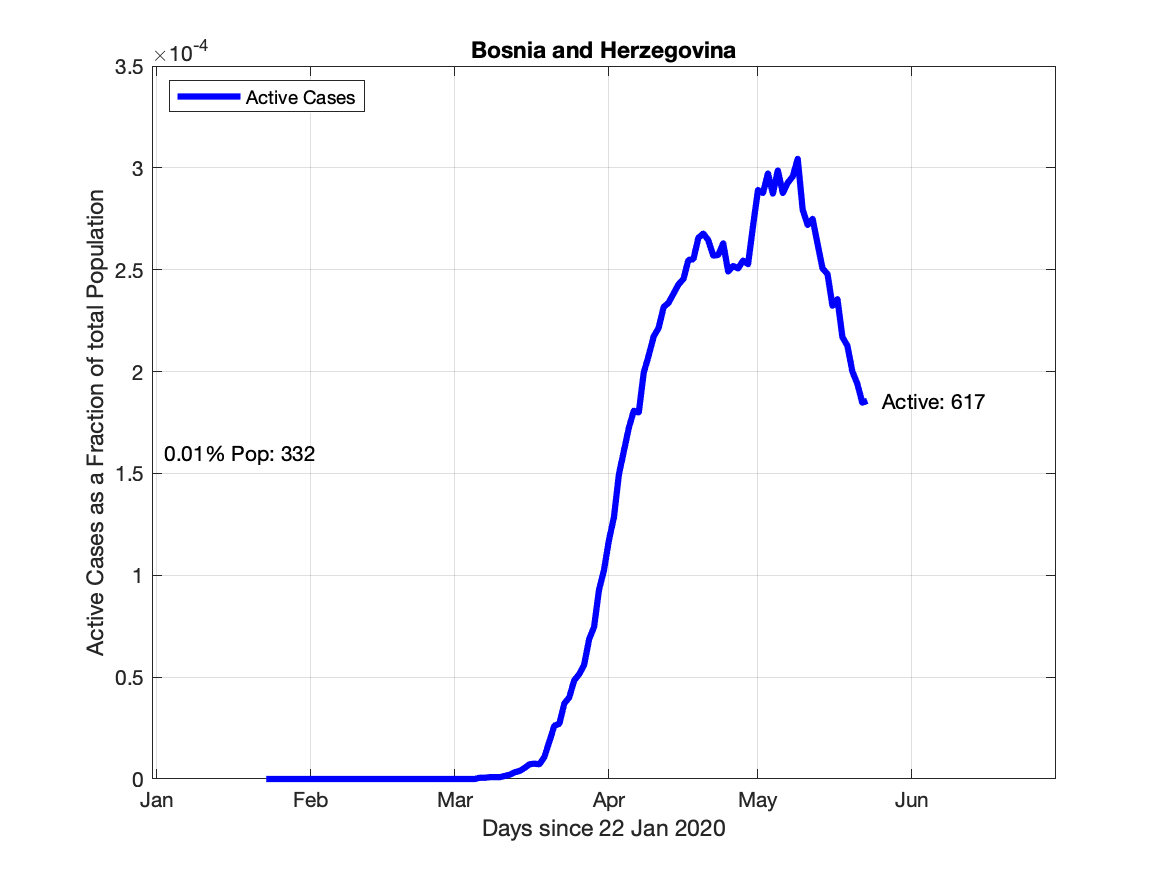 Bosnia and Herzegovina
×10-4
3.5
3
2.5
2
1.5
1
0.5
0
Active Cases as a Fraction of total Population
Active Cases
0.01% Pop: 332
Active: 617
Jan Feb Mar Apr May Jun
Days since 22 Jan 2020